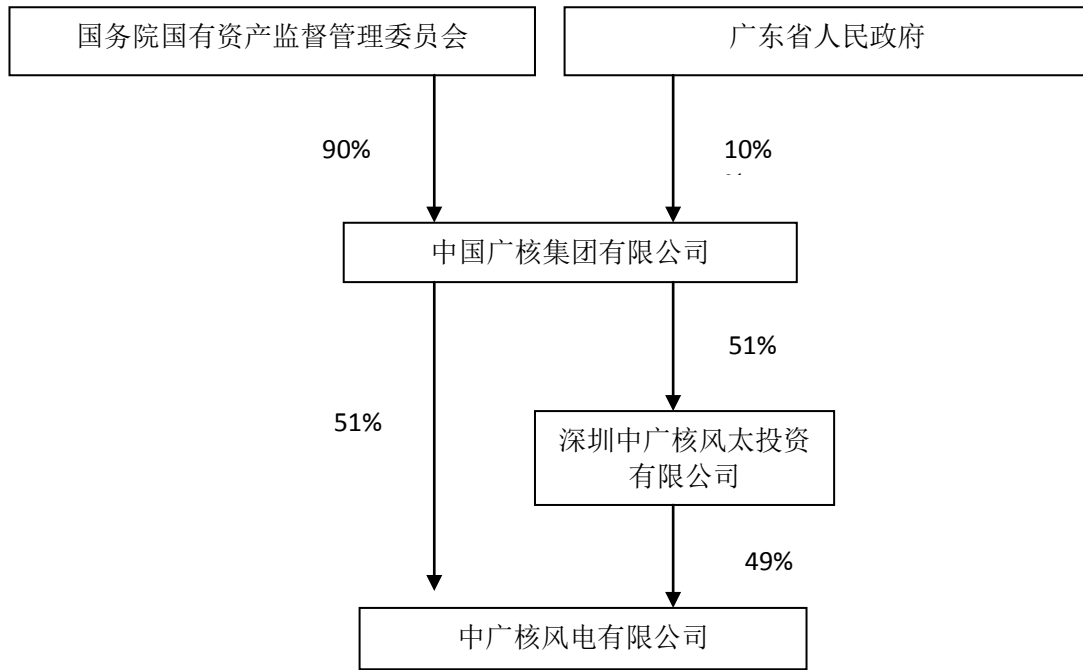 国务院国有资产监督管理委员会
广东省人民政府
90%
10%
中国广核集团有限公司
51%
51%
深圳中广核风太投资
有限公司
49%
中广核风电有限公司